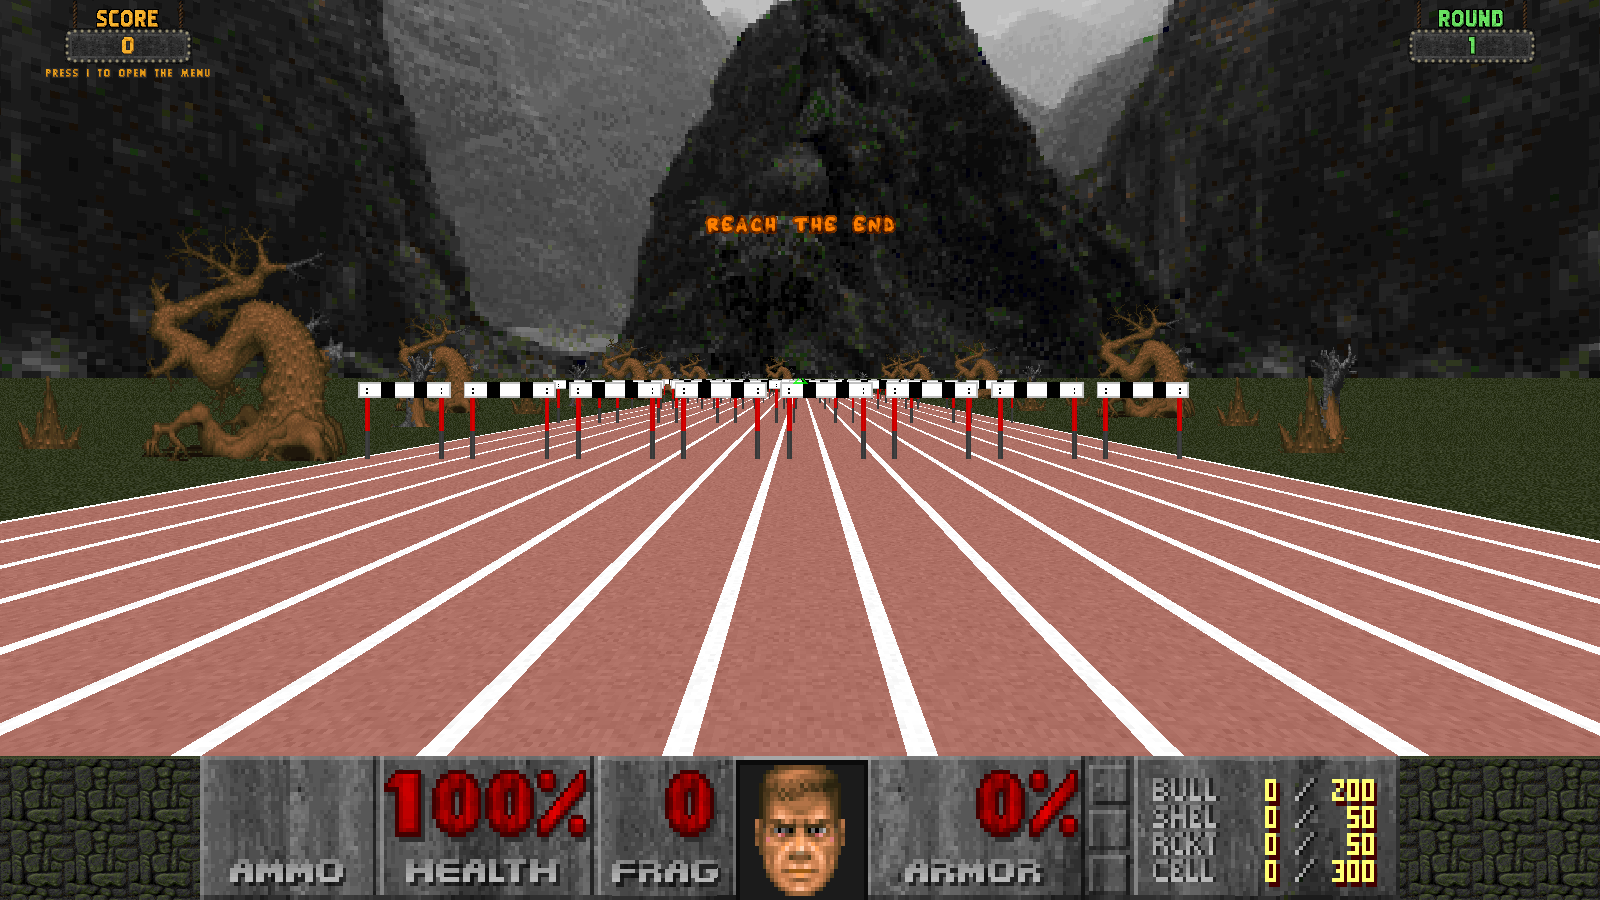 SCORE
0
PRESS I TO OPEN THE MENU
ROUND
1
REACH THE END
AMMO
100%
HEALTH
0
FRAG
0%
ARMOR
BULL 0 / 200
SHEL 0 / 50
RCKT 0 / 50
CELL 0 / 300